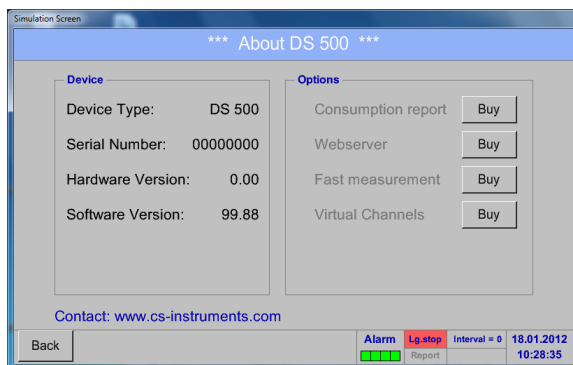 Simulation Screen
*** About DS 500 ***
Device
Device Type: DS 500
Serial Number: 00000000
Hardware Version: 0.00
Software Version: 99.88
Options
Consumption report Buy
Webserver Buy
Fast measurement Buy
Virtual Channels Buy
Contact: www.cs-instruments.com
Back
Alarm Lg.stop Interval = 0 18.01.2012
Report 10:28:35